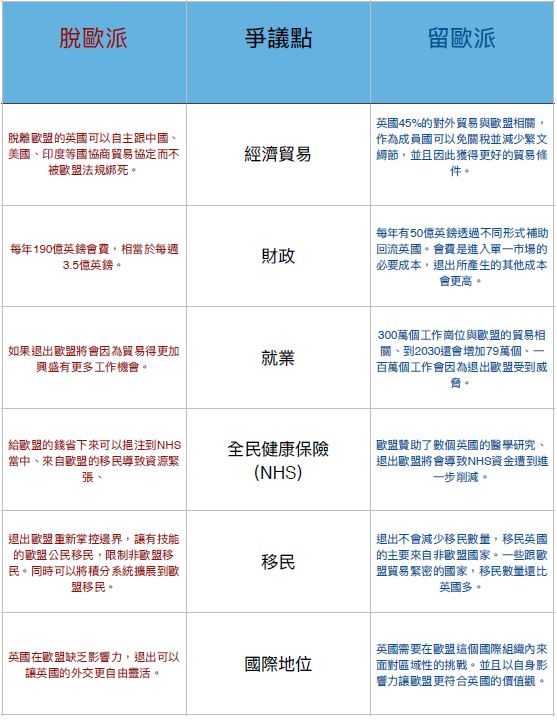 脫歐派
爭議點
留歐派
脫離歐盟的英國可以自主跟中國、
美國、印度等國協商貿易協定而不
被歐盟法規綁死。
經濟貿易
英國45%的對外貿易與歐盟相關，
作為成員國可以免關稅並減少繁文
縟節，並且因此獲得更好的貿易條
件。
每年190億英鎊會費，相當於每週
3.5億英鎊。
財政
每年有50億英鎊透過不同形式補助
回流英國。會費是進入單一市場的
必要成本，退出所產生的其他成本
會更高。
如果退出歐盟將會因為貿易得更加
興盛有更多工作機會。
就業
300萬個工作崗位與歐盟的貿易相
關、到2030還會增加79萬個、一
百萬個工作會因為退出歐盟受到威
脅。
給歐盟的錢省下來可以挹注到NHS
當中、來自歐盟的移民導致資源緊
張、
全民健康保險
(NHS)
歐盟贊助了數個英國的醫學研究、
退出歐盟將會導致NHS資金遭到進
一步削減。
退出歐盟重新掌控邊界，讓有技能
的歐盟公民移民，限制非歐盟移
民。同時可以將積分系統擴展到歐
盟移民。
移民
退出不會減少移民數量，移民英國
的主要來自非歐盟國家。一些跟歐
盟貿易緊密的國家，移民數量還比
英國多。
英國在歐盟缺乏影響力，退出可以
讓英國的外交更自由靈活。
國際地位
英國需要在歐盟這個國際組織內來
面對區域性的挑戰。並且以自身影
響力讓歐盟更符合英國的價值觀。